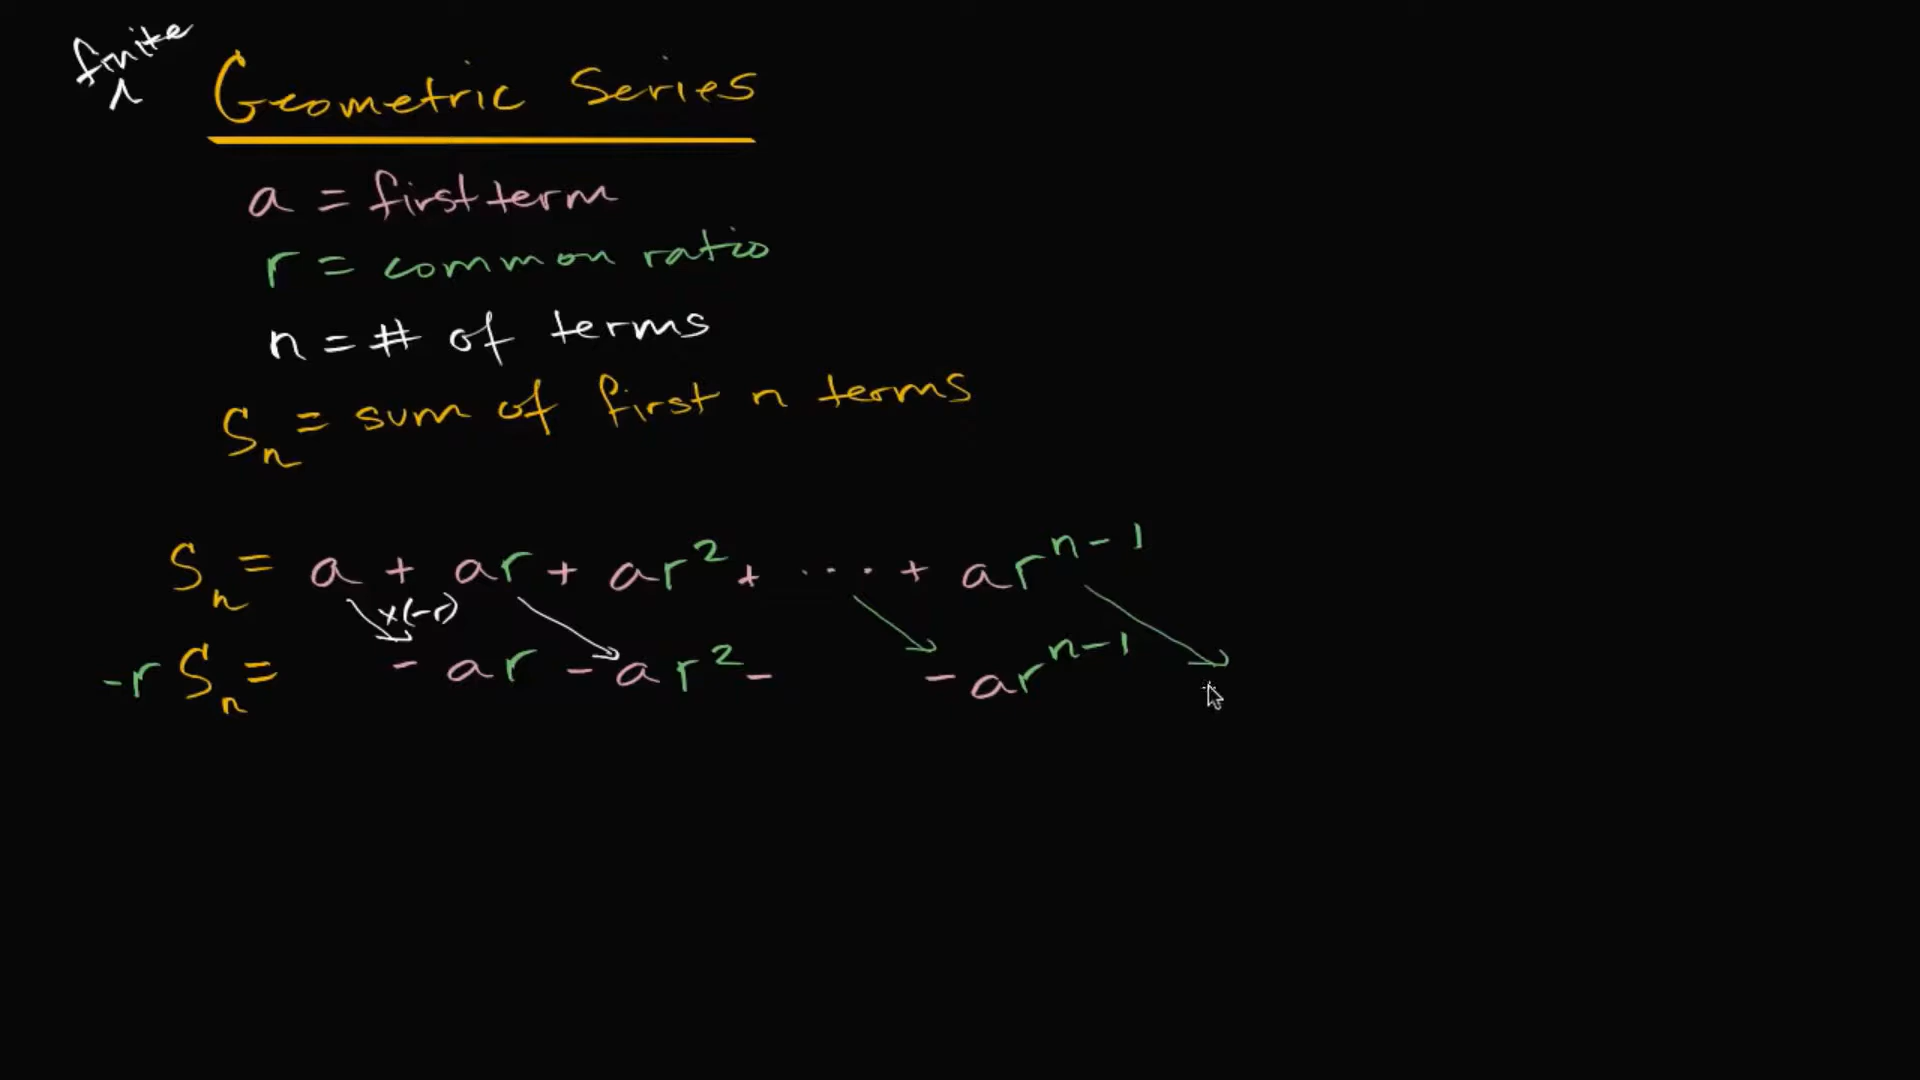 finite
^ Geometric Series
a = first term
r = common ratio
n = # of terms
Sₙ = sum of first n terms
Sₙ = a + ar + ar² + ⋯ + arⁿ⁻¹
x(-r)
-r Sₙ = - ar - ar² - - arⁿ⁻¹